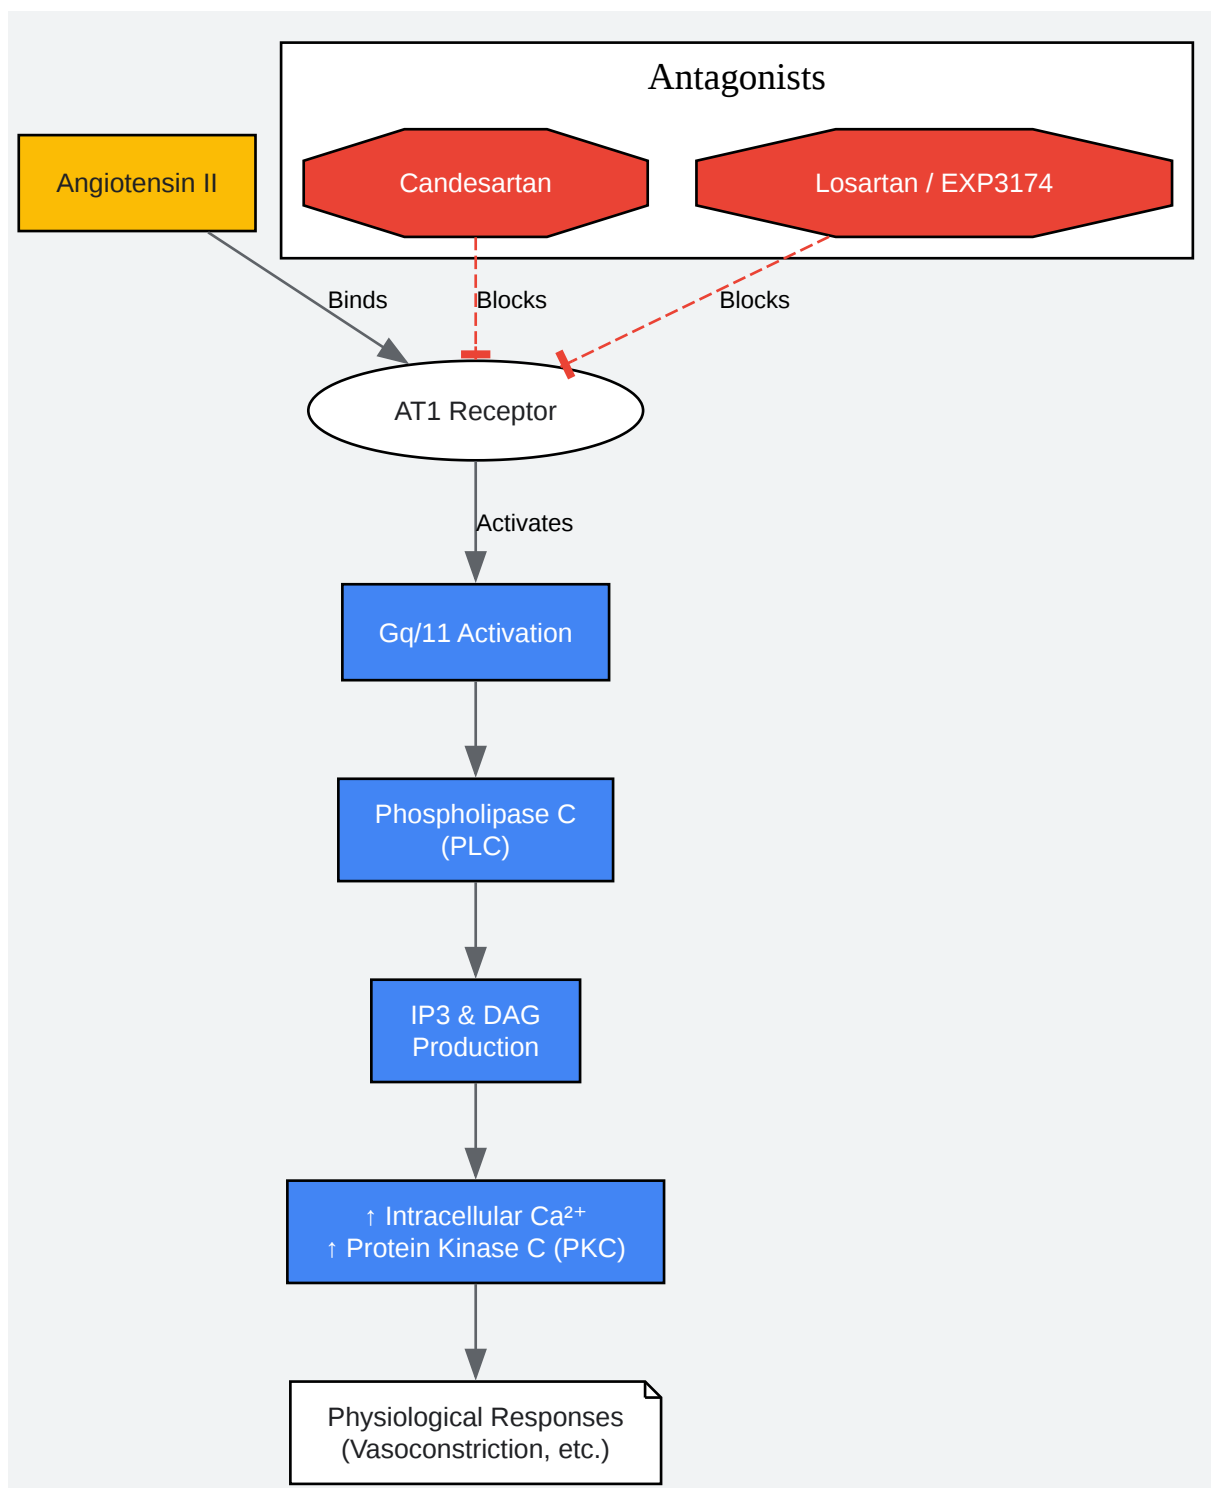 Antagonists
Angiotensin II
Candesartan
Losartan / EXP3174
Binds
Blocks
Blocks
AT1 Receptor
Activates
Gq/11 Activation
Phospholipase C
(PLC)
IP3 & DAG
Production
↑ Intracellular Ca²⁺
↑ Protein Kinase C (PKC)
Physiological Responses
(Vasoconstriction, etc.)